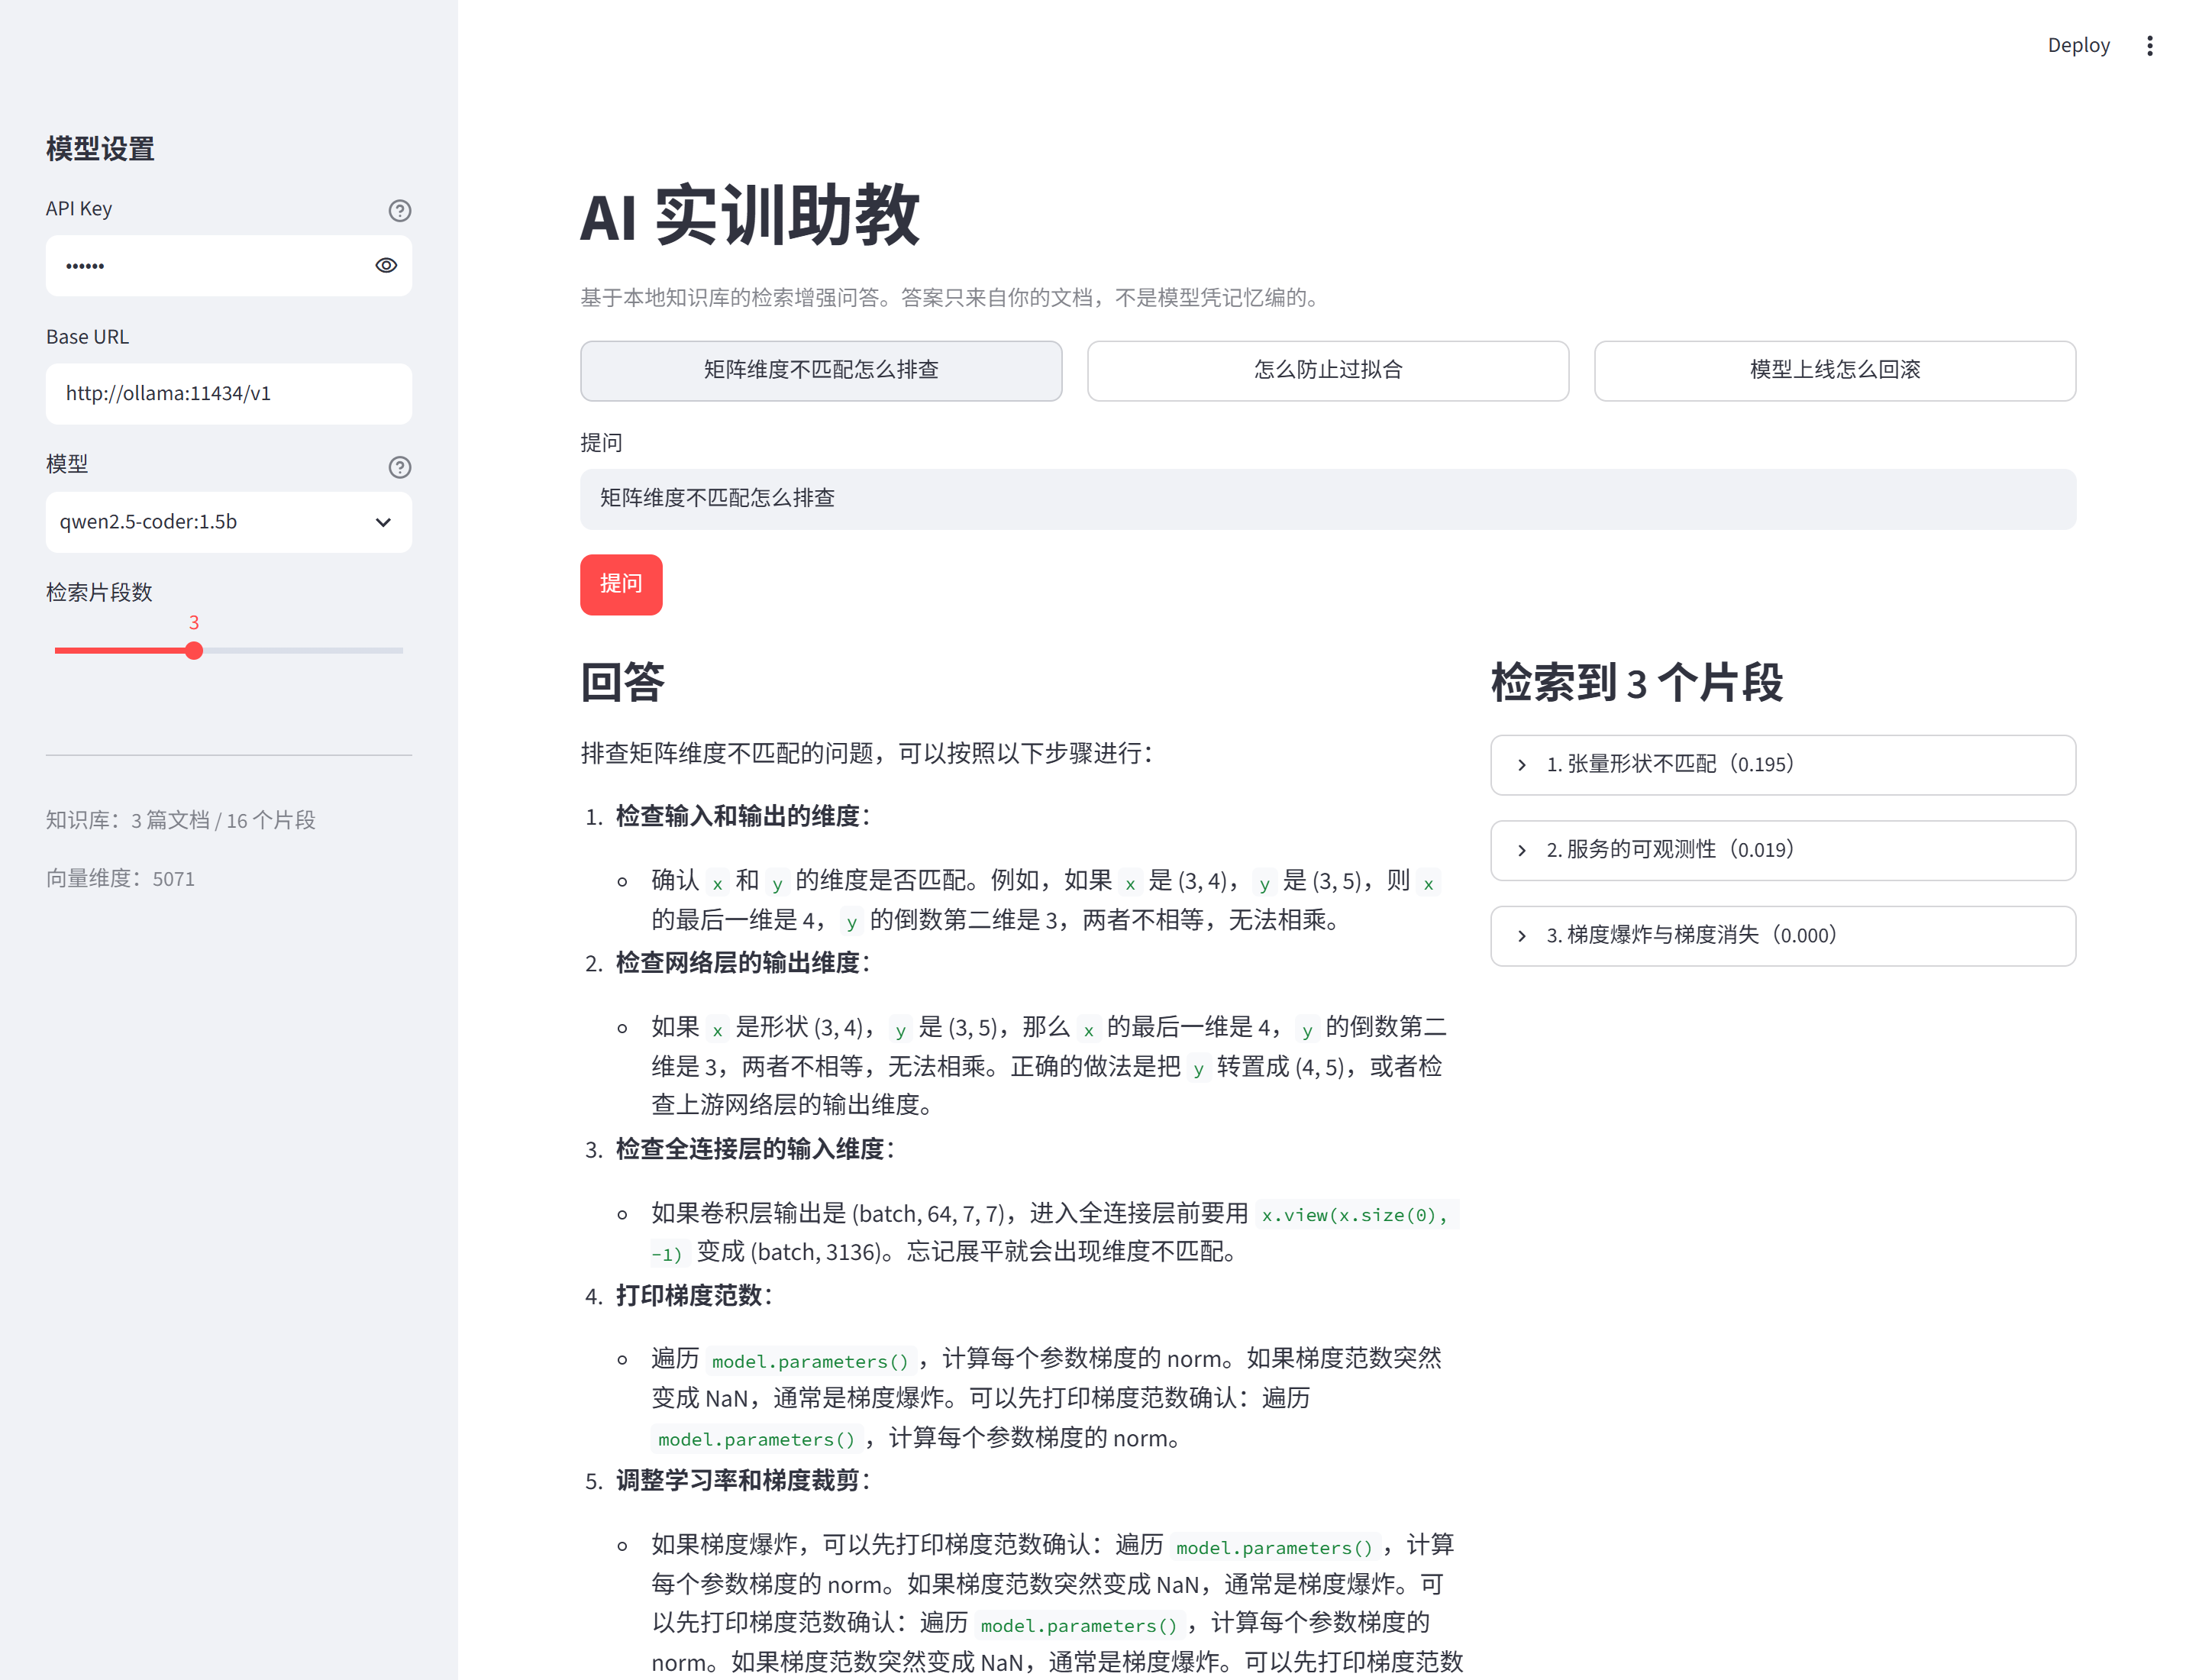 Deploy
模型设置
API Key
••••••
Base URL
http://ollama:11434/v1
模型
qwen2.5-coder:1.5b
检索片段数
3
知识库：3 篇文档 / 16 个片段
向量维度：5071
AI 实训助教
基于本地知识库的检索增强问答。答案只来自你的文档，不是模型凭记忆编的。
矩阵维度不匹配怎么排查
怎么防止过拟合
模型上线怎么回滚
提问
矩阵维度不匹配怎么排查
提问
回答
排查矩阵维度不匹配的问题，可以按照以下步骤进行：
1. 检查输入和输出的维度：
确认 x 和 y 的维度是否匹配。例如，如果 x 是 (3, 4)，y 是 (3, 5)，则 x
的最后一维是 4，y 的倒数第二维是 3，两者不相等，无法相乘。
2. 检查网络层的输出维度：
如果 x 是形状 (3, 4)，y 是 (3, 5)，那么 x 的最后一维是 4，y 的倒数第二
维是 3，两者不相等，无法相乘。正确的做法是把 y 转置成 (4, 5)，或者检
查上游网络层的输出维度。
3. 检查全连接层的输入维度：
如果卷积层输出是 (batch, 64, 7, 7)，进入全连接层前要用 x.view(x.size(0),
-1) 变成 (batch, 3136)。忘记展平就会出现维度不匹配。
4. 打印梯度范数：
遍历 model.parameters()，计算每个参数梯度的 norm。如果梯度范数突然
变成 NaN，通常是梯度爆炸。可以先打印梯度范数确认：遍历
model.parameters()，计算每个参数梯度的 norm。
5. 调整学习率和梯度裁剪：
如果梯度爆炸，可以先打印梯度范数确认：遍历 model.parameters()，计算
每个参数梯度的 norm。如果梯度范数突然变成 NaN，通常是梯度爆炸。可
以先打印梯度范数确认：遍历 model.parameters()，计算每个参数梯度的
norm。如果梯度范数突然变成 NaN，通常是梯度爆炸。可以先打印梯度范数
检索到 3 个片段
1. 张量形状不匹配（0.195）
2. 服务的可观测性（0.019）
3. 梯度爆炸与梯度消失（0.000）